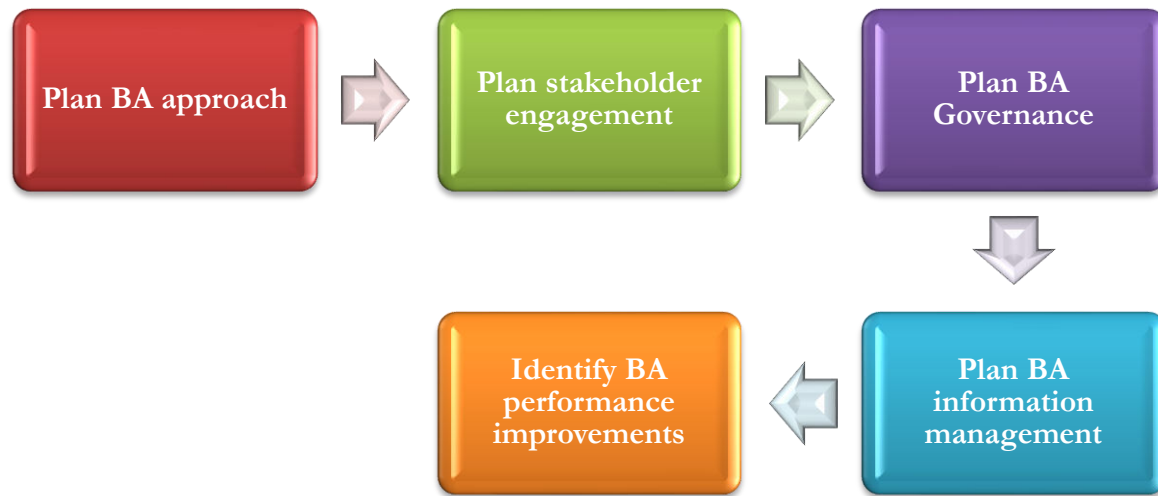 Plan BA approach
Plan stakeholder
engagement
Plan BA
Governance
Plan BA
information
management
Identify BA
performance
improvements